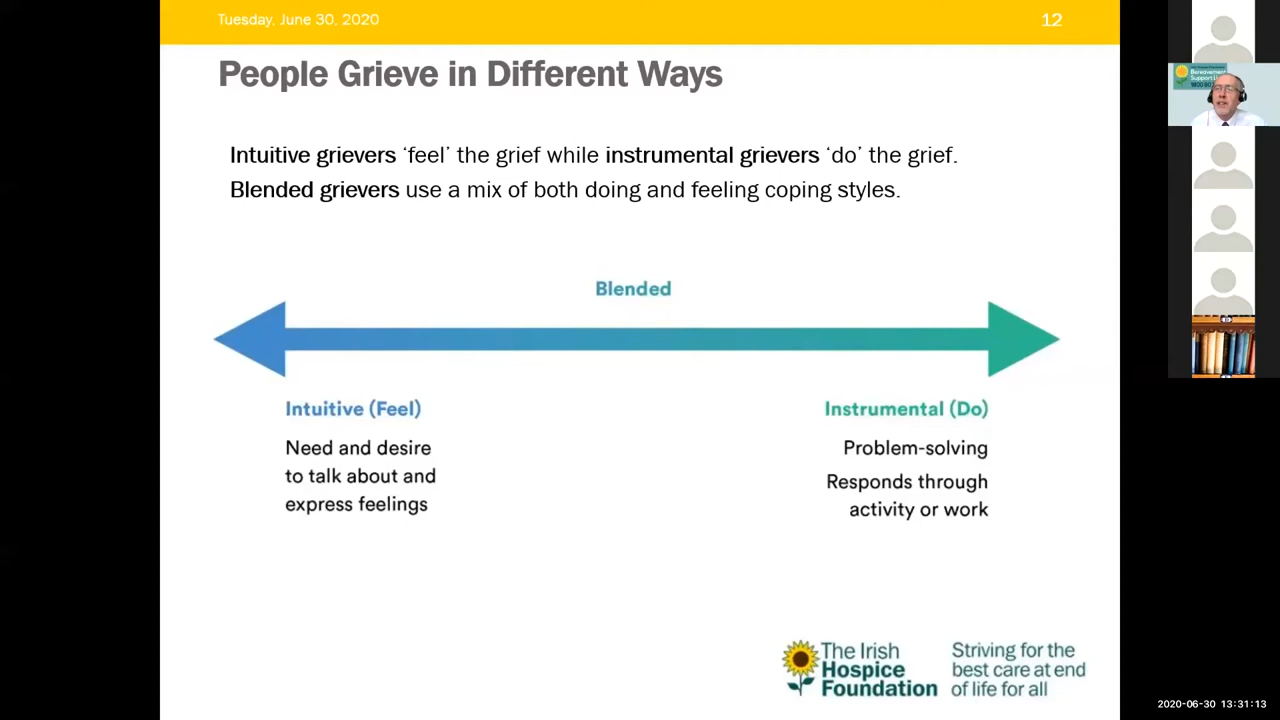 Tuesday, June 30, 2020
12
People Grieve in Different Ways
Intuitive grievers ‘feel’ the grief while instrumental grievers ‘do’ the grief.
Blended grievers use a mix of both doing and feeling coping styles.
Blended
Intuitive (Feel)
Need and desire
to talk about and
express feelings
Instrumental (Do)
Problem-solving
Responds through
activity or work
The Irish
Hospice
Foundation
Striving for the
best care at end
of life for all
Bereavement
Support
2020-06-30 13:31:13